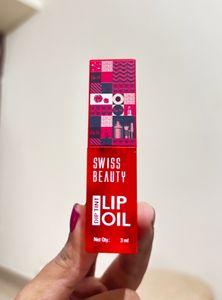 SWISS
BEAUTY
DIP TINT
LIP
OIL
Net Qty.: 3 ml